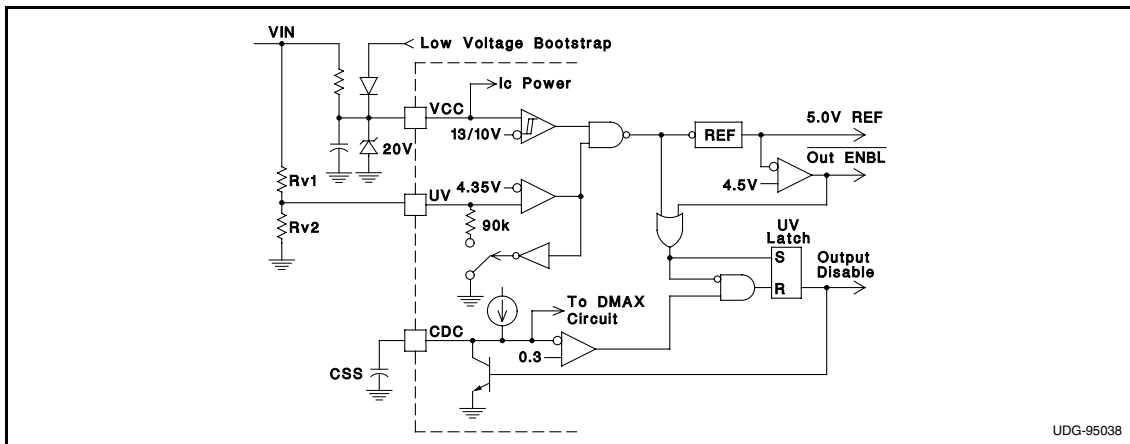 VIN
Low Voltage Bootstrap
Ic Power
VCC
13/10V
20V
REF
5.0V REF
Out ENBL
4.5V
Rv1
UV
4.35V
90k
Rv2
UV
Latch
S
R
Output
Disable
To DMAX
Circuit
CDC
0.3
CSS
UDG-95038